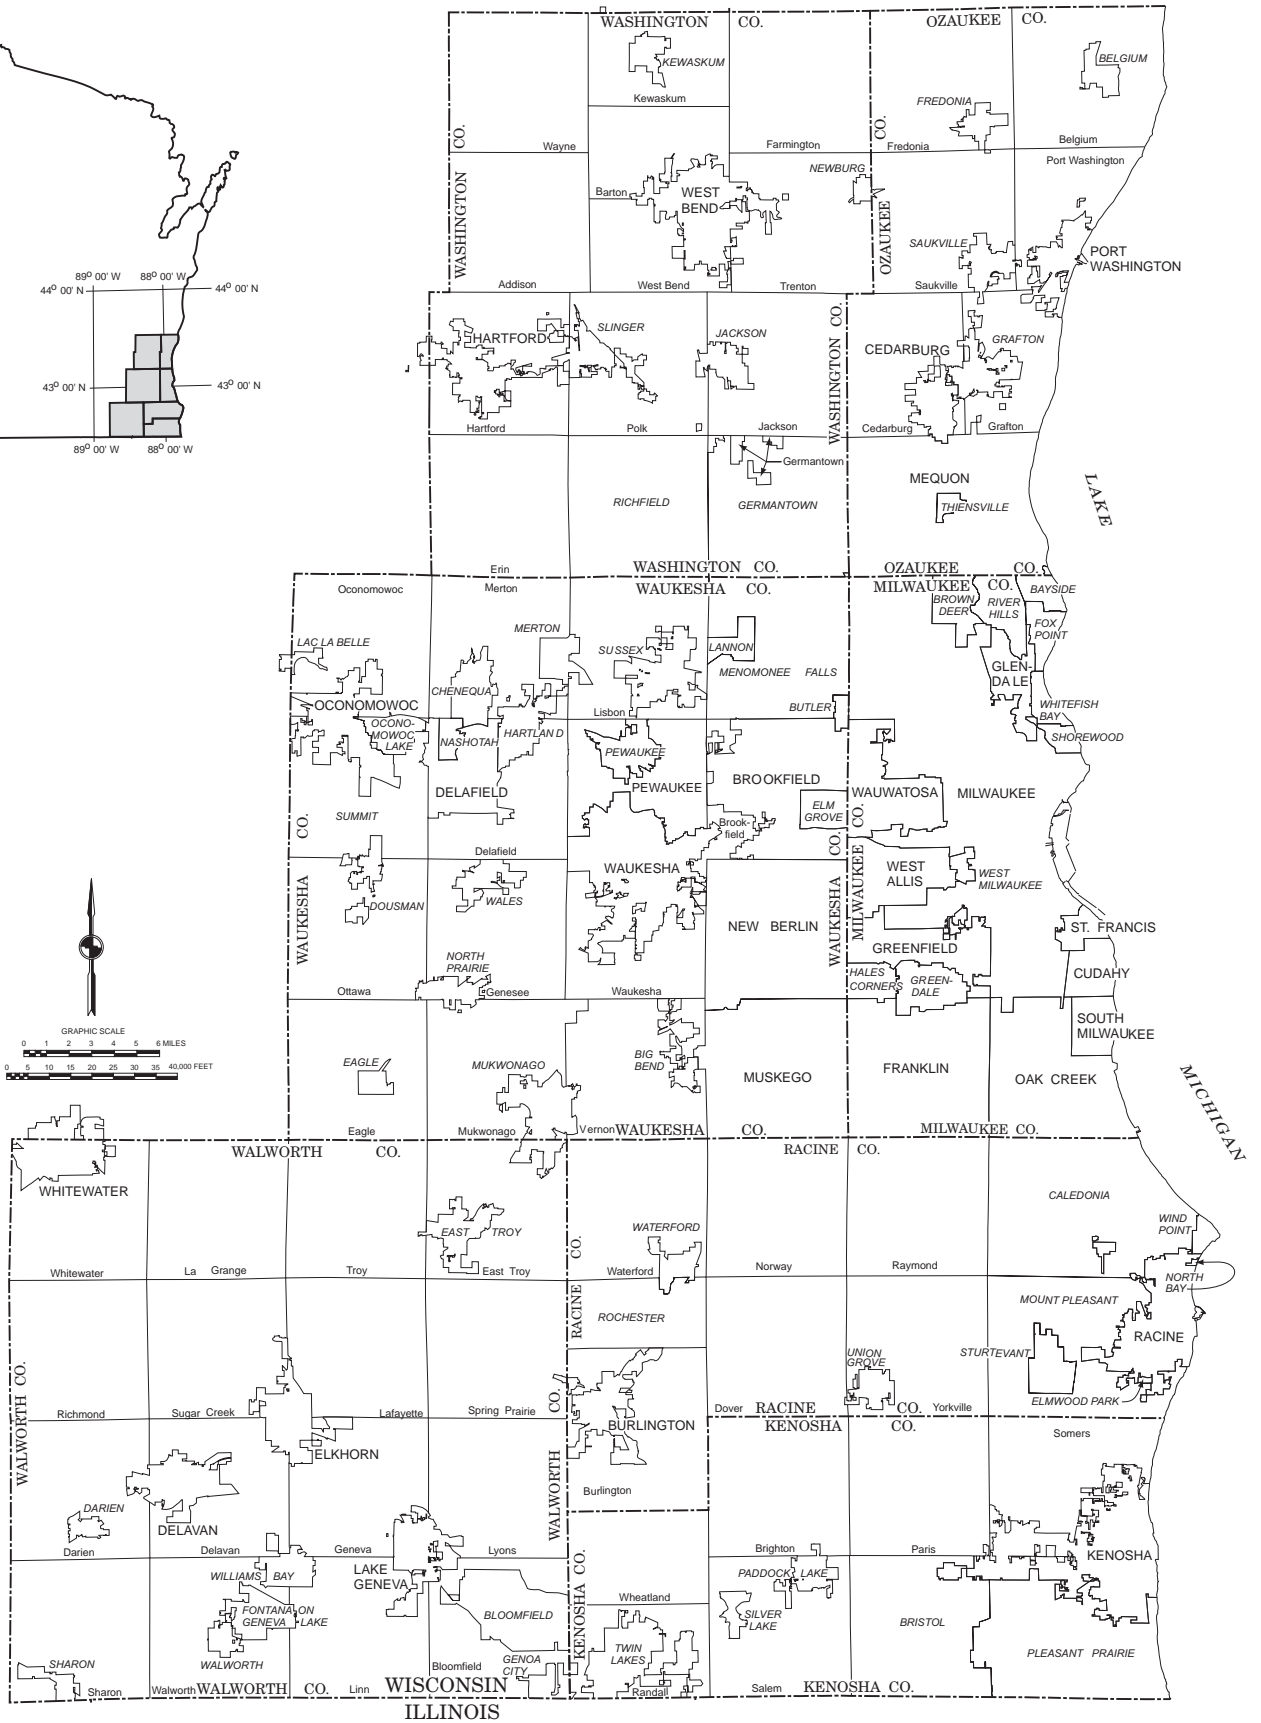 WASHINGTON CO.
OZAUKEE CO.
KEWASKUM
BELGIUM
Kewaskum
FREDONIA
WASHINGTON CO.
OZAUKEE CO.
Wayne
Farmington
Fredonia
Belgium
Port Washington
NEWBURG
Barton
WEST
BEND
SAUKVILLE
PORT
WASHINGTON
89° 00' W
88° 00' W
44° 00' N
44° 00' N
43° 00' N
43° 00' N
89° 00' W
88° 00' W
Addison
West Bend
Trenton
Saukville
HARTFORD
SLINGER
JACKSON
WASHINGTON CO.
CEDARBURG
GRAFTON
Hartford
Polk
Jackson
Cedarburg
Grafton
Germantown
RICHFIELD
GERMANTOWN
MEQUON
THIENSVILLE
LAKE
Erin
WASHINGTON CO.
OZAUKEE CO.
Oconomowoc
Merton
WAUKESHA CO.
MILWAUKEE CO.
BROWN
DEER
RIVER
HILLS
BAYSIDE
FOX
POINT
LAC LA BELLE
MERTON
SUSSEX
LANNON
MENOMONEE FALLS
GLEN-
DALE
CHENEQUA
OCONOMOWOC
Lisbon
BUTLER
WHITEFISH
BAY
SHOREWOOD
OCONO-
MOWOC
LAKE
NASHOTAH
HARTLAND
PEWAUKEE
PEWAUKEE
BROOKFIELD
DELAFIELD
ELM
GROVE
WAUWATOSA
MILWAUKEE
SUMMIT
Brook-
field
WAUKESHA CO.
MILWAUKEE CO.
Delafield
WAUKESHA
WEST
ALLIS
WEST
MILWAUKEE
WAUKESHA CO.
DOUSMAN
WALES
NEW BERLIN
ST. FRANCIS
GREENFIELD
CUDAHY
NORTH
PRAIRIE
HALES
CORNERS
GREEN-
DALE
Ottawa
Genesee
Waukesha
SOUTH
MILWAUKEE
GRAPHIC SCALE
0 1 2 3 4 5 6 MILES
0 5 10 15 20 25 30 35 40,000 FEET
EAGLE
MUKWONAGO
BIG
BEND
MUSKEGO
FRANKLIN
OAK CREEK
MICHIGAN
Eagle
Mukwonago
Vernon
WAUKESHA CO.
MILWAUKEE CO.
WALWORTH CO.
RACINE CO.
WHITEWATER
CALEDONIA
WIND
POINT
EAST TROY
WATERFORD
Whitewater
La Grange
Troy
East Troy
Waterford
Norway
Raymond
NORTH
BAY
RACINE CO.
ROCHESTER
MOUNT PLEASANT
RACINE
UNION
GROVE
STURTEVANT
ELMWOOD PARK
WALWORTH CO.
Richmond
Sugar Creek
Lafayette
Spring Prairie
WALWORTH CO.
BURLINGTON
Dover
RACINE CO.
Yorkville
KENOSHA CO.
Somers
ELKHORN
Burlington
DARIEN
DELAVAN
Darien
Delavan
Geneva
Lyons
Brighton
Paris
KENOSHA
WILLIAMS BAY
LAKE
GENEVA
PADDOCK LAKE
Wheatland
FONTANA ON
GENEVA LAKE
BLOOMFIELD
KENOSHA CO.
SILVER
LAKE
BRISTOL
TWIN
LAKES
PLEASANT PRAIRIE
SHARON
WALWORTH
Bloomfield
GENOA
CITY
Sharon
Walworth
WALWORTH CO.
Linn
WISCONSIN
Randall
Salem
KENOSHA CO.
ILLINOIS